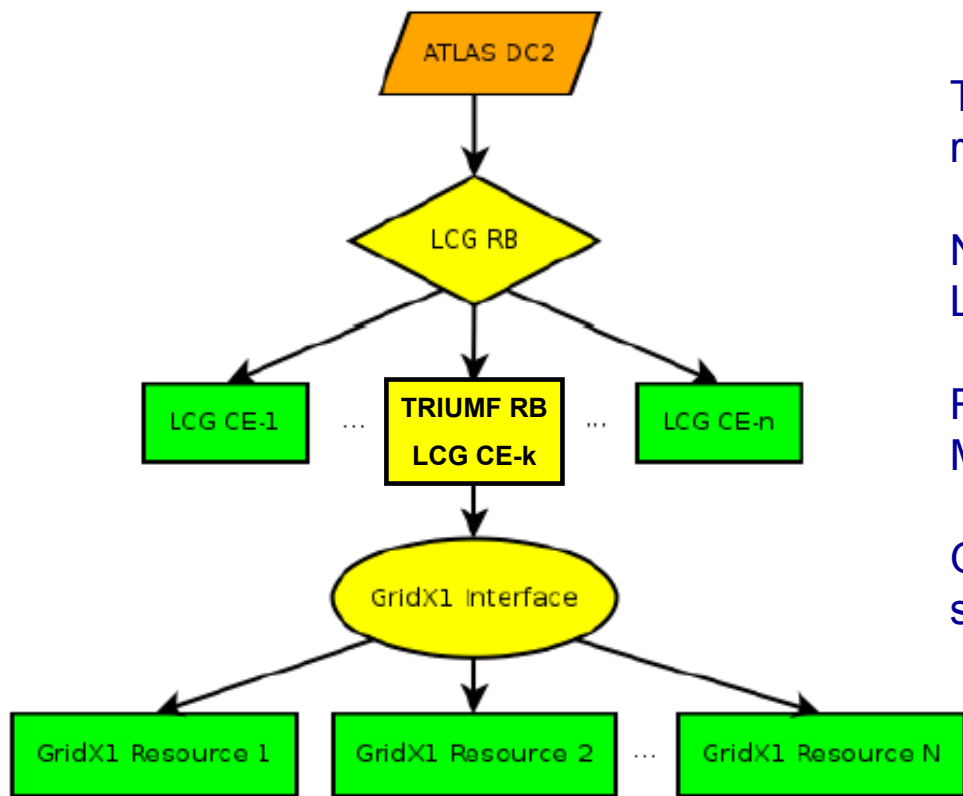 ATLAS DC2
LCG RB
LCG CE-1
...
TRIUMF RB
LCG CE-k
...
LCG CE-n
GridX1 Interface
GridX1 Resource 1
GridX1 Resource 2
...
GridX1 Resource N